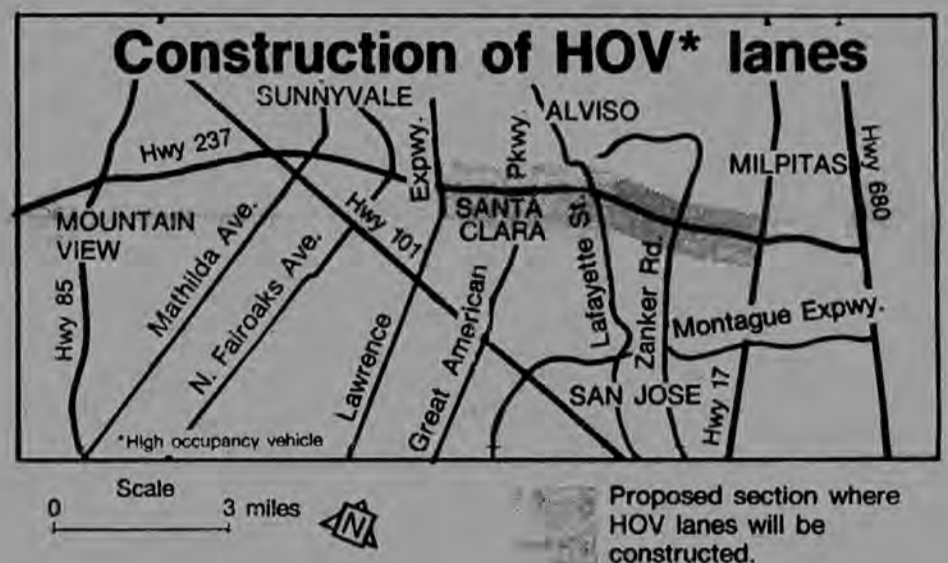 Construction of HOV* lanes
SUNNYVALE
ALVISO
Hwy 237
Expwy.
Pkwy.
MILPITAS
Hwy 680
MOUNTAIN
VIEW
Mathilda Ave.
Hwy 101
SANTA
CLARA
Lafayette St.
Zanker Rd.
Hwy 85
N. Fairoaks Ave.
Lawrence
Great American
Montague Expwy.
SAN JOSE
Hwy 17
*High occupancy vehicle
Scale
0 3 miles
N
Proposed section where
HOV lanes will be
constructed.